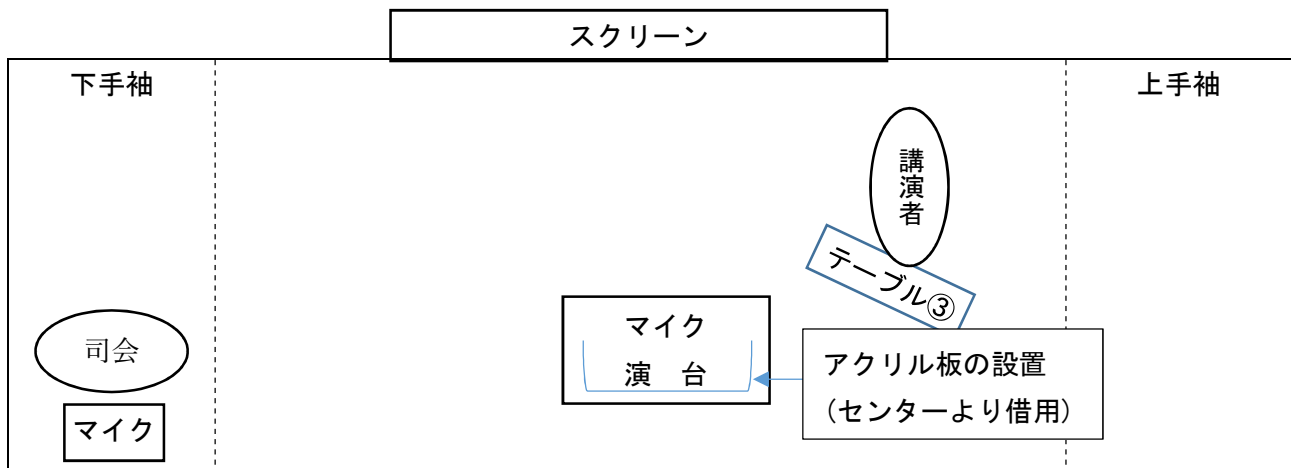 スクリーン
下手袖
上手袖
講演者
テーブル③
マイク
演 台
司会
マイク
アクリル板の設置
(センターより借用)